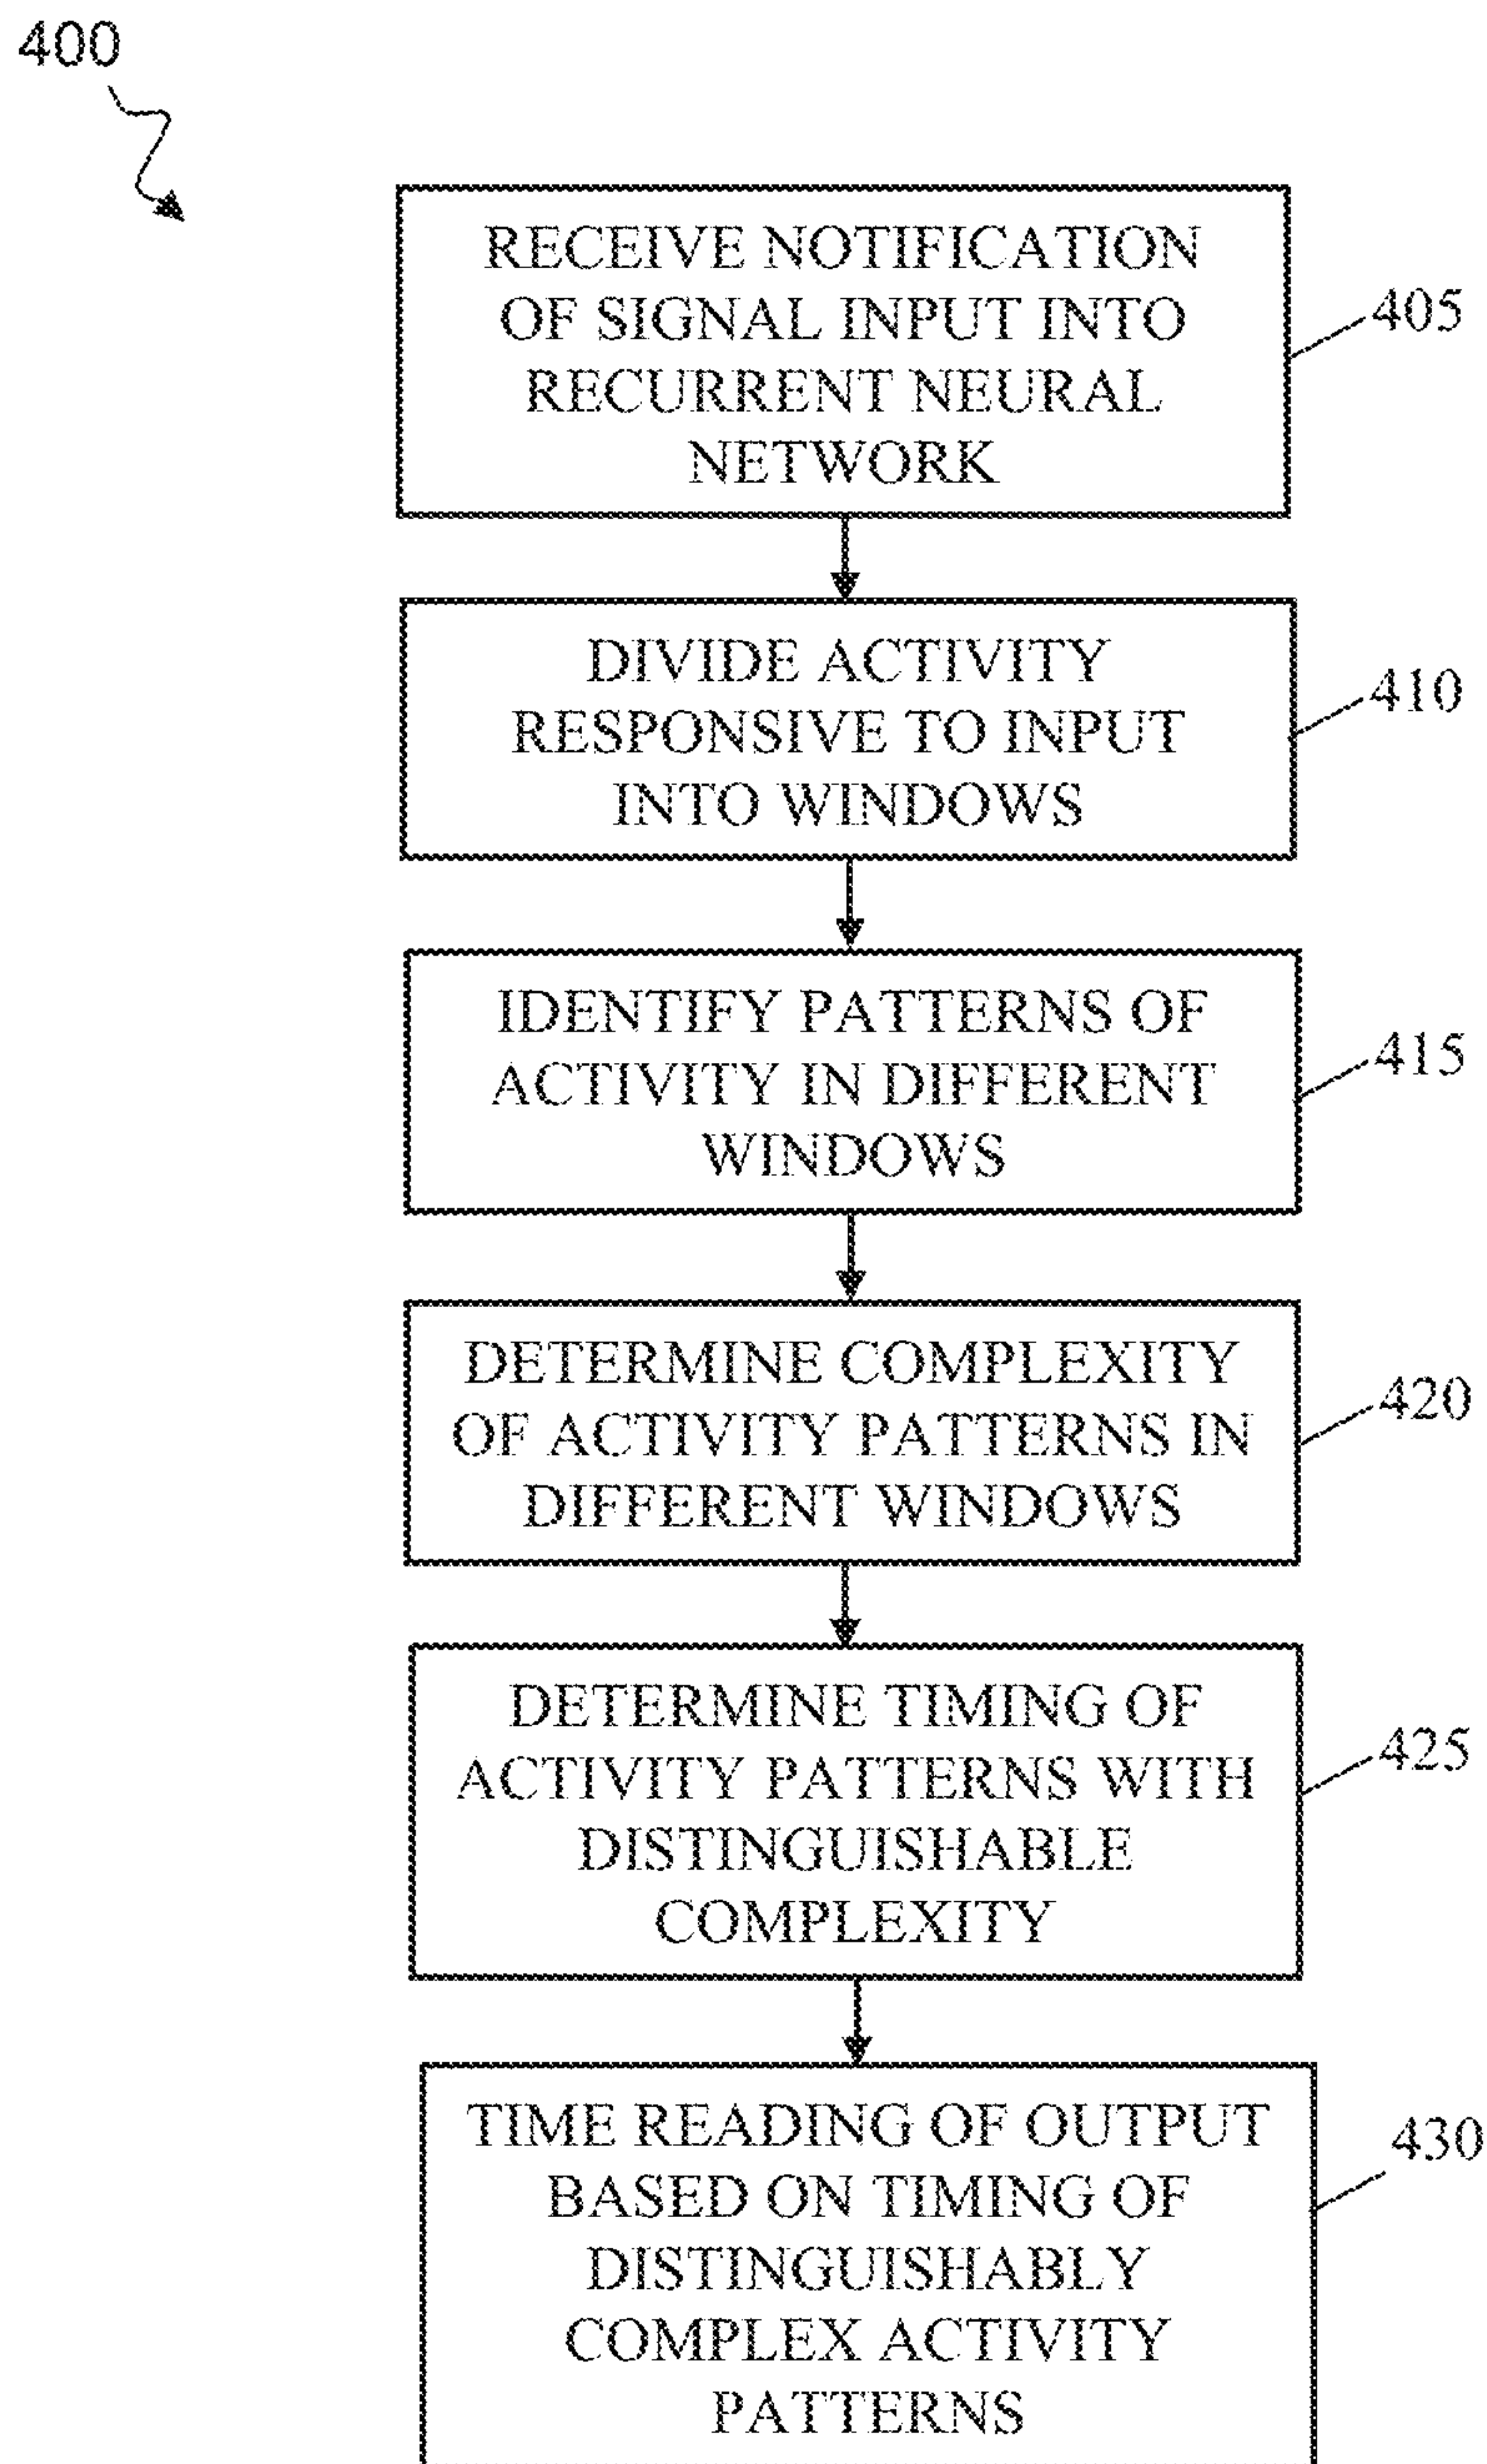 400
RECEIVE NOTIFICATION
OF SIGNAL INPUT INTO
RECURRENT NEURAL
NETWORK
405
DIVIDE ACTIVITY
RESPONSIVE TO INPUT
INTO WINDOWS
410
IDENTIFY PATTERNS OF
ACTIVITY IN DIFFERENT
WINDOWS
415
DETERMINE COMPLEXITY
OF ACTIVITY PATTERNS IN
DIFFERENT WINDOWS
420
DETERMINE TIMING OF
ACTIVITY PATTERNS WITH
DISTINGUISHABLE
COMPLEXITY
425
TIME READING OF OUTPUT
BASED ON TIMING OF
DISTINGUISHABLY
COMPLEX ACTIVITY
PATTERNS
430